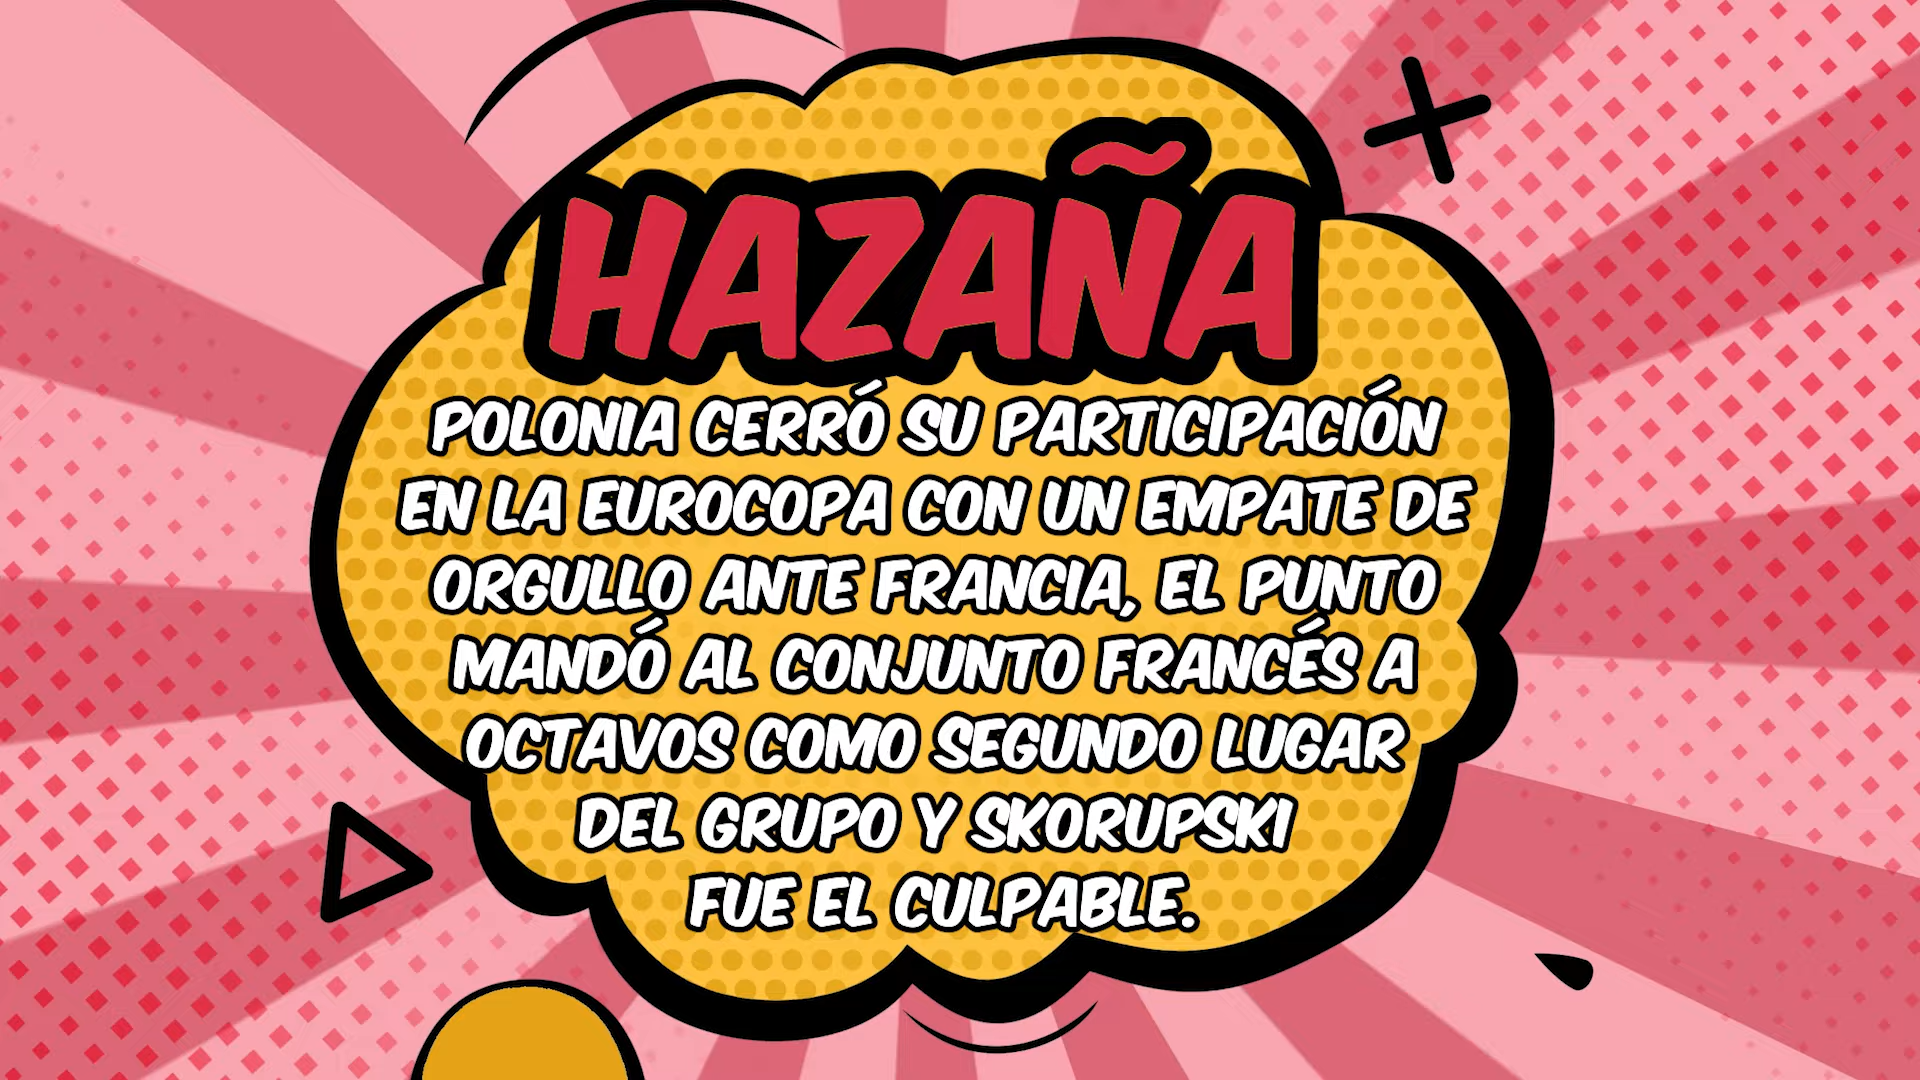 HAZAÑA
POLONIA CERRÓ SU PARTICIPACIÓN
EN LA EUROCOPA CON UN EMPATE DE
ORGULLO ANTE FRANCIA, EL PUNTO
MANDÓ AL CONJUNTO FRANCÉS A
OCTAVOS COMO SEGUNDO LUGAR
DEL GRUPO Y SKORUPSKI
FUE EL CULPABLE.